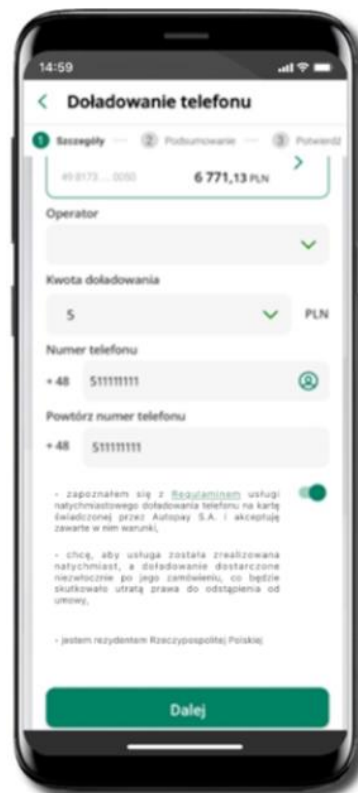 14:59
Doładowanie telefonu
1 Szczegóły 2 Podsumowanie 3 Potwierdź
49 8173 ... 0050 6 771,13 PLN
Operator
Kwota doładowania
5 PLN
Numer telefonu
+ 48 511111111
Powtórz numer telefonu
+ 48 511111111
- zapoznałem się z Regulaminem usługi
natychmiastowego doładowania telefonu na kartę
świadczonej przez Autopay S.A. i akceptuję
zawarte w nim warunki,
- chcę, aby usługa została zrealizowana
natychmiast, a doładowanie dostarczone
niezwłocznie po jego zamówieniu, co będzie
skutkowało utratą prawa do odstąpienia od
umowy,
- jestem rezydentem Rzeczypospolitej Polskiej
Dalej